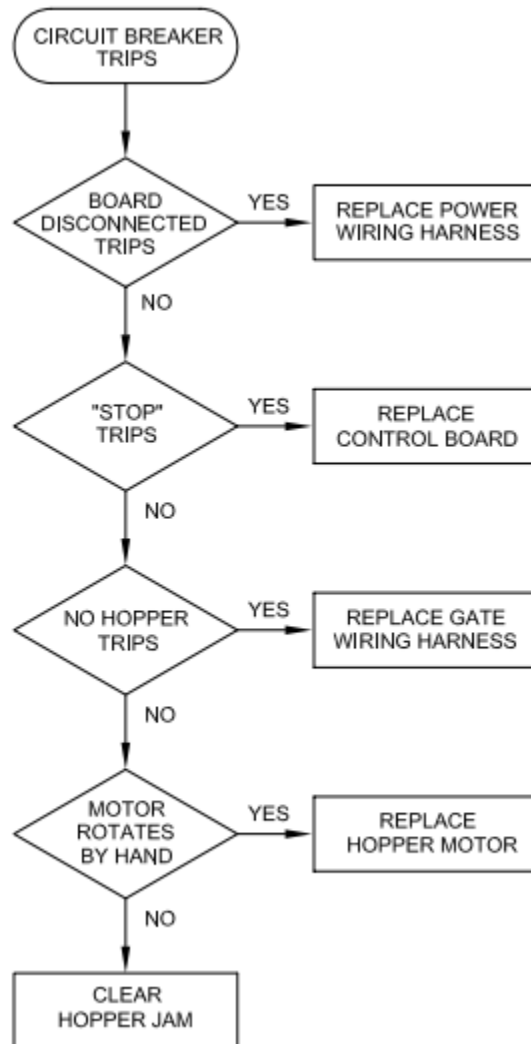 CIRCUIT BREAKER
TRIPS
BOARD
DISCONNECTED
TRIPS
YES
REPLACE POWER
WIRING HARNESS
NO
"STOP"
TRIPS
YES
REPLACE
CONTROL BOARD
NO
NO HOPPER
TRIPS
YES
REPLACE GATE
WIRING HARNESS
NO
MOTOR
ROTATES
BY HAND
YES
REPLACE
HOPPER MOTOR
NO
CLEAR
HOPPER JAM